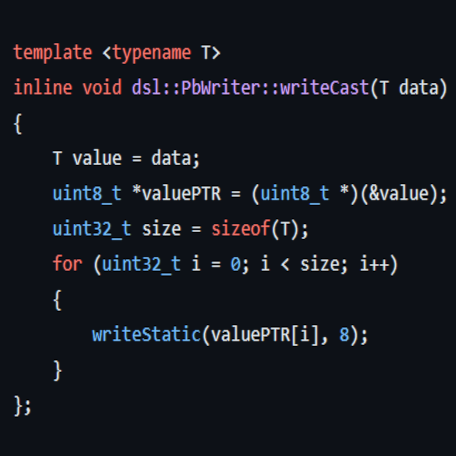 template <typename T>
inline void dsl::PbWriter::writeCast(T data)
{
    T value = data;
    uint8_t *valuePTR = (uint8_t *)(&value);
    uint32_t size = sizeof(T);
    for (uint32_t i = 0; i < size; i++)
    {
        writeStatic(valuePTR[i], 8);
    }
};